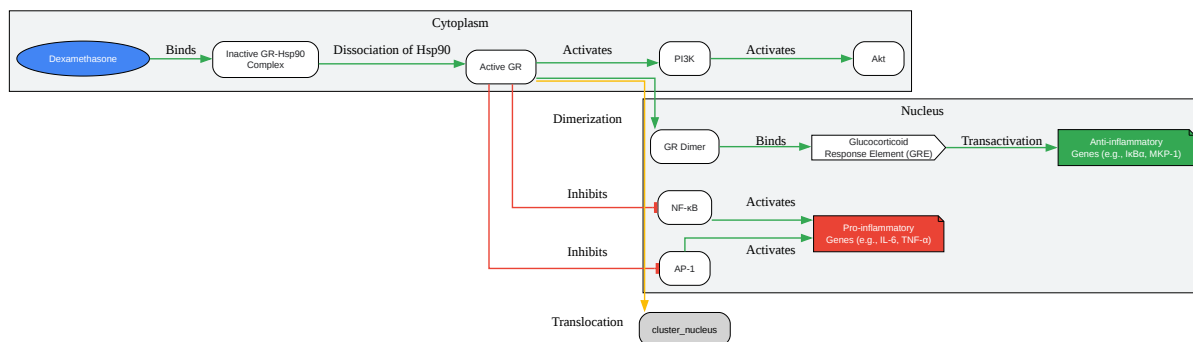 Cytoplasm
Dexamethasone
Binds
Inactive GR-Hsp90
Complex
Dissociation of Hsp90
Active GR
Activates
PI3K
Activates
Akt
Nucleus
Dimerization
GR Dimer
Binds
Glucocorticoid
Response Element (GRE)
Transactivation
Anti-inflammatory
Genes (e.g., IκBα, MKP-1)
Inhibits
NF-κB
Activates
Pro-inflammatory
Genes (e.g., IL-6, TNF-α)
Inhibits
AP-1
Activates
Translocation
cluster_nucleus